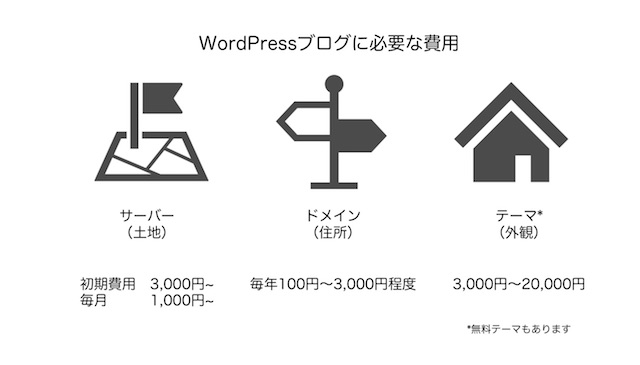 WordPressブログに必要な費用
サーバー
（土地）
ドメイン
（住所）
テーマ*
（外観）
初期費用 3,000円~
毎月 1,000円~
毎年100円〜3,000円程度
3,000円〜20,000円
*無料テーマもあります